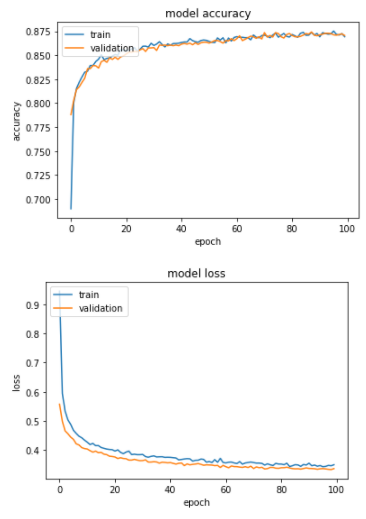 model accuracy
train
validation
0.875
0.850
0.825
0.800
0.775
0.750
0.725
0.700
accuracy
0 20 40 60 80 100
epoch
model loss
train
validation
0.9
0.8
0.7
0.6
0.5
0.4
loss
0 20 40 60 80 100
epoch